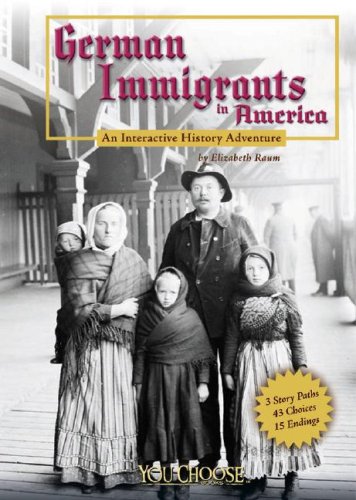 German
Immigrants
in America
An Interactive History Adventure
by Elizabeth Raum
3 Story Paths
43 Choices
15 Endings
YOU CHOOSE
BOOKS™